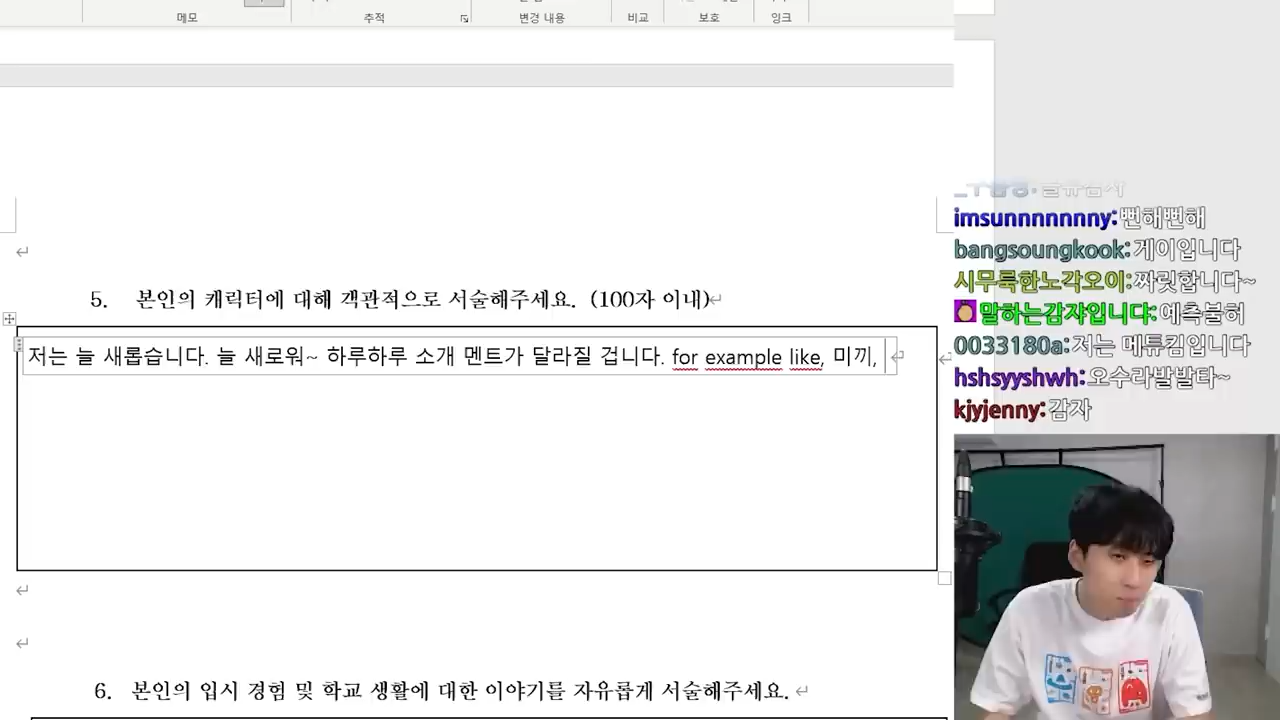 메모
추적
변경 내용
비교
보호
잉크
5. 본인의 캐릭터에 대해 객관적으로 서술해주세요. (100자 이내)
저는 늘 새롭습니다. 늘 새로워~ 하루하루 소개 멘트가 달라질 겁니다. for example like, 미끼,
6. 본인의 입시 경험 및 학교 생활에 대한 이야기를 자유롭게 서술해주세요.
imsunnnnnnny: 뻔해뻔해
bangsoungkook: 게이입니다
시무룩한노각오이: 짜릿합니다~
말하는감쟈입니댜: 예측불허
0033180a: 저는 메튜킴입니다
hshsyyshwh: 오수라발발타~
kjyjenny: 감자